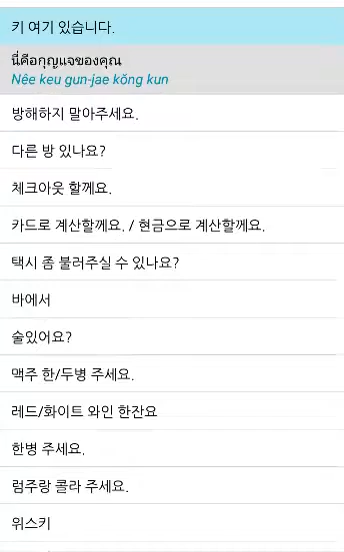 키 여기 있습니다.
นี่คือกุญแจของคุณ
Nêe keu gun-jae kŏng kun
방해하지 말아주세요.
다른 방 있나요?
체크아웃 할께요.
카드로 계산할께요. / 현금으로 계산할께요.
택시 좀 불러주실 수 있나요?
바에서
술있어요?
맥주 한/두병 주세요.
레드/화이트 와인 한잔요
한병 주세요.
럼주랑 콜라 주세요.
위스키